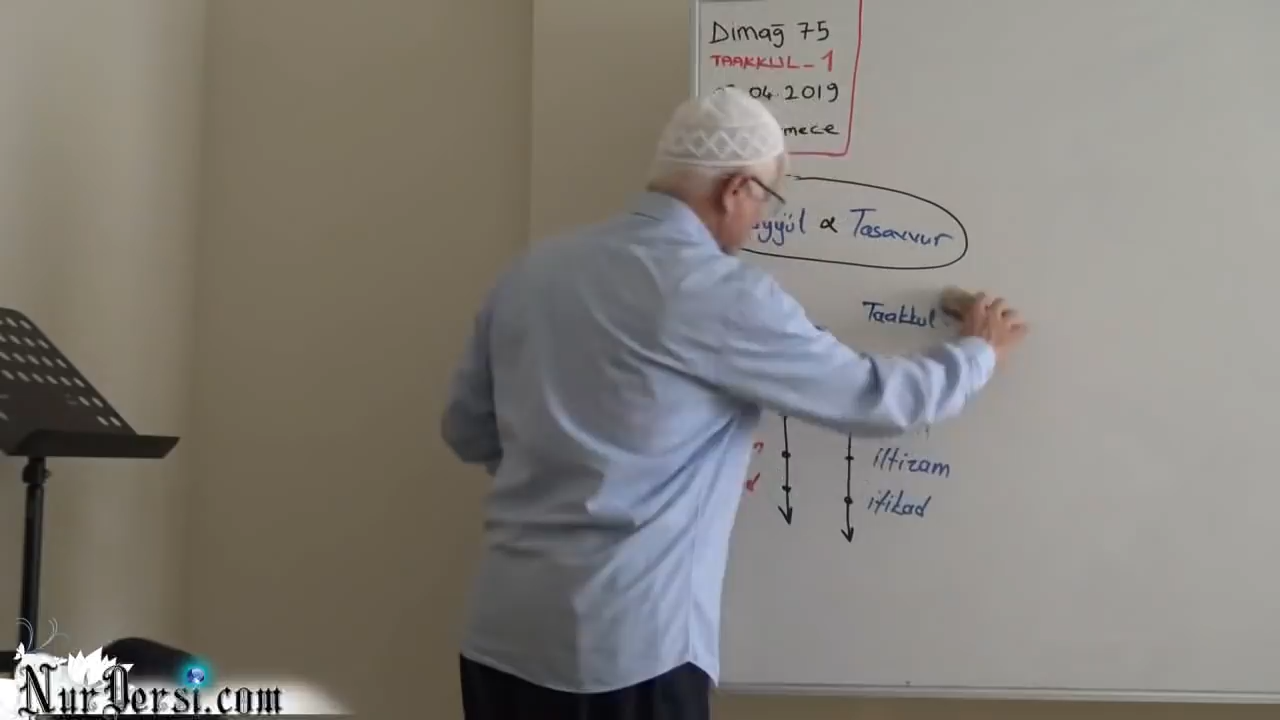 Dimağ 75
TAAKKUL-1
04.2019
mece
yyül α Tasavvur
Taakkul
iltizam
itikad
NurDersi.com